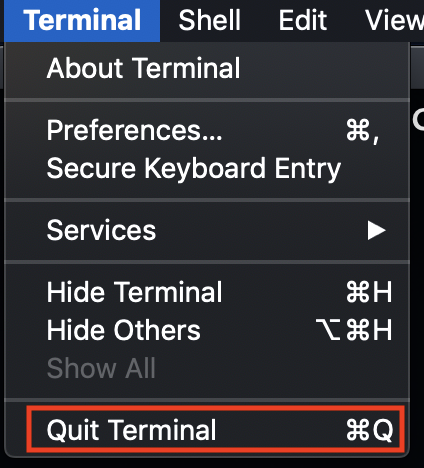 Terminal Shell Edit View
About Terminal
Preferences... ⌘,
Secure Keyboard Entry
Services ▶
Hide Terminal ⌘H
Hide Others ⌥⌘H
Show All
Quit Terminal ⌘Q